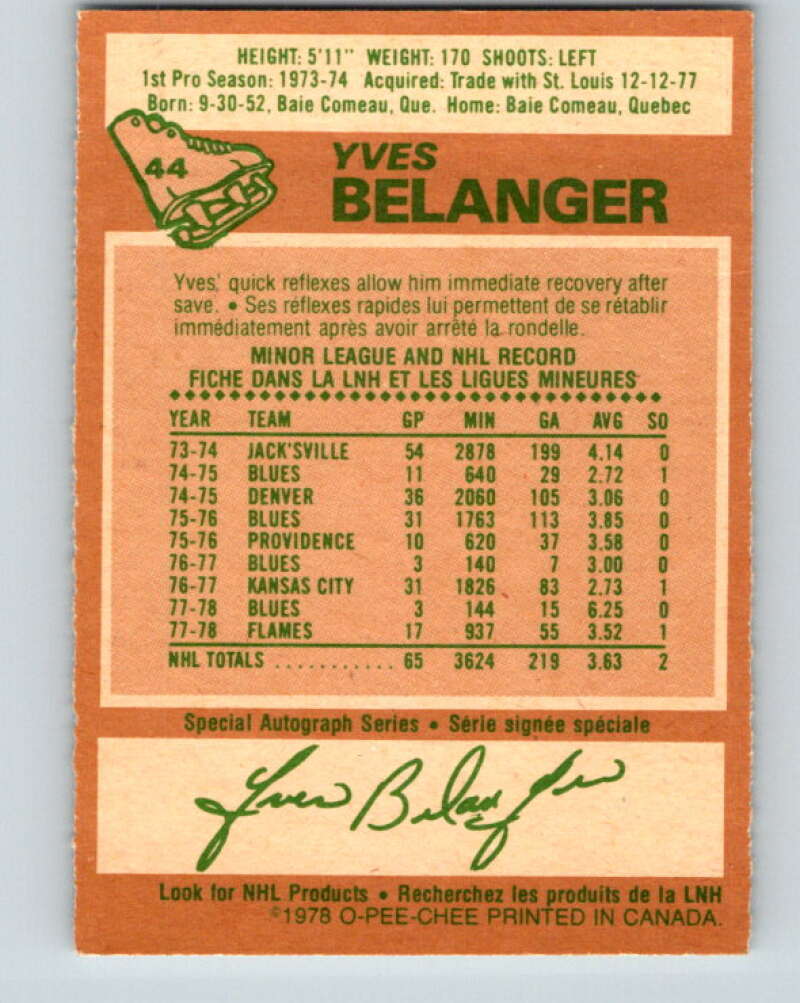 HEIGHT: 5'11" WEIGHT: 170 SHOOTS: LEFT
1st Pro Season: 1973-74 Acquired: Trade with St. Louis 12-12-77
Born: 9-30-52, Baie Comeau, Que. Home: Baie Comeau, Quebec
44
YVES
BELANGER
Yves' quick reflexes allow him immediate recovery after
save. • Ses réflexes rapides lui permettent de se rétablir
immédiatement après avoir arrêté la rondelle.
MINOR LEAGUE AND NHL RECORD
FICHE DANS LA LNH ET LES LIGUES MINEURES
YEAR TEAM GP MIN GA AVG SO
73-74 JACK'SVILLE 54 2878 199 4.14 0
74-75 BLUES 11 640 29 2.72 1
74-75 DENVER 36 2060 105 3.06 0
75-76 BLUES 31 1763 113 3.85 0
75-76 PROVIDENCE 10 620 37 3.58 0
76-77 BLUES 3 140 7 3.00 0
76-77 KANSAS CITY 31 1826 83 2.73 1
77-78 BLUES 3 144 15 6.25 0
77-78 FLAMES 17 937 55 3.52 1
NHL TOTALS ........... 65 3624 219 3.63 2
Special Autograph Series • Série signée spéciale
Yves Belanger
Look for NHL Products • Recherchez les produits de la LNH
©1978 O-PEE-CHEE PRINTED IN CANADA.